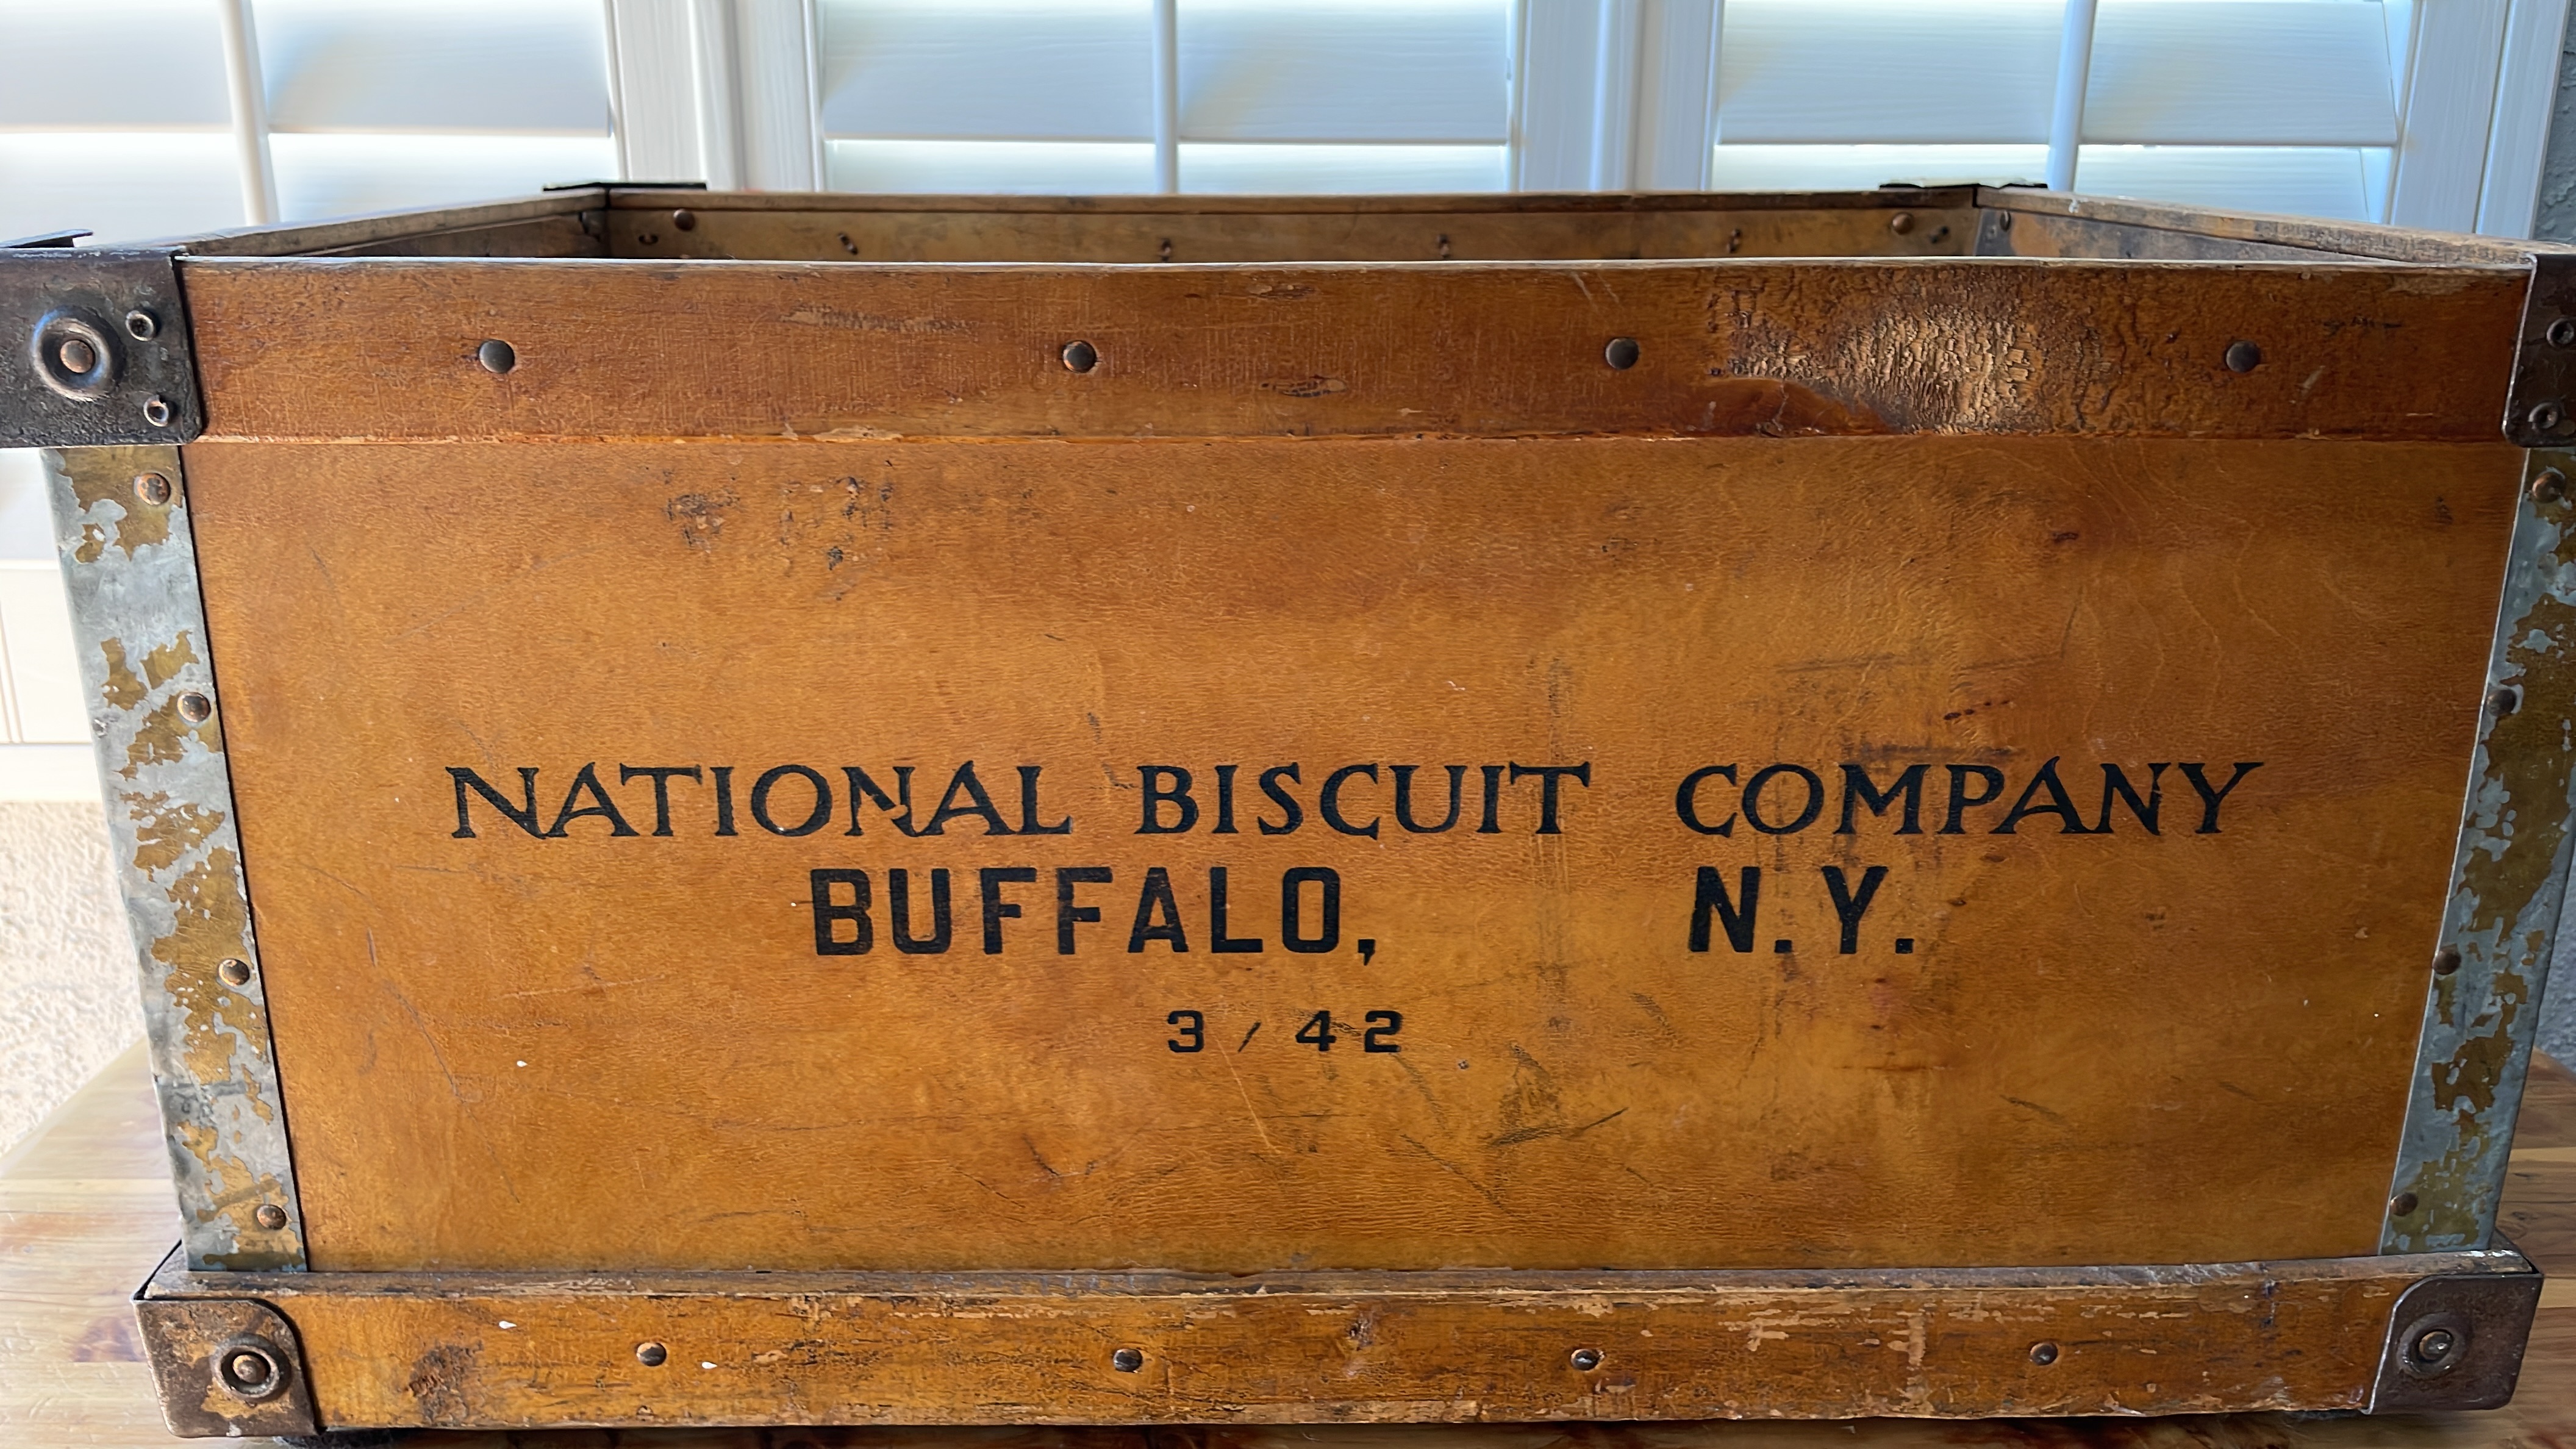 NATIONAL BISCUIT COMPANY
BUFFALO, N.Y.
3 / 42